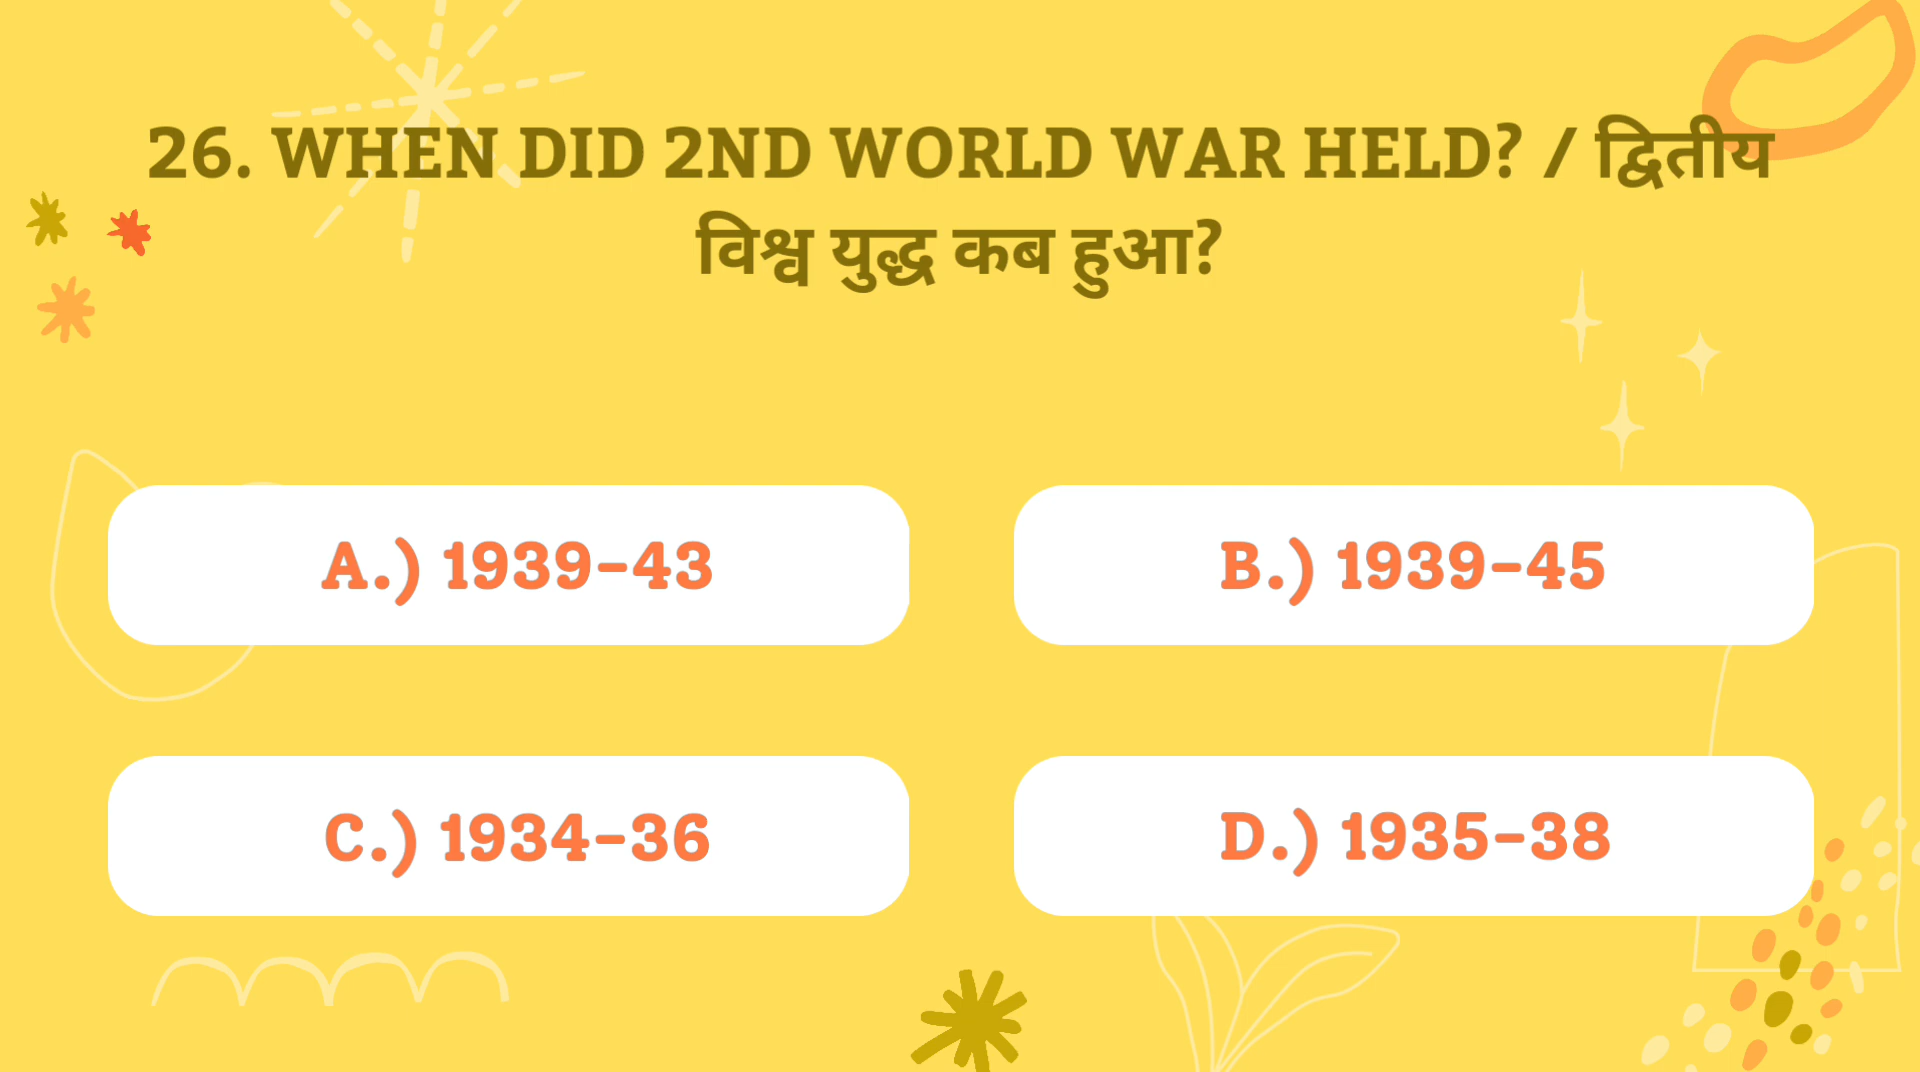 26. WHEN DID 2ND WORLD WAR HELD? / द्वितीय
विश्व युद्ध कब हुआ?
A.) 1939-43
B.) 1939-45
C.) 1934-36
D.) 1935-38